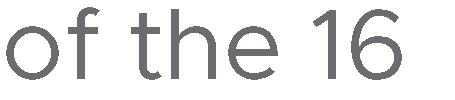 of the 16